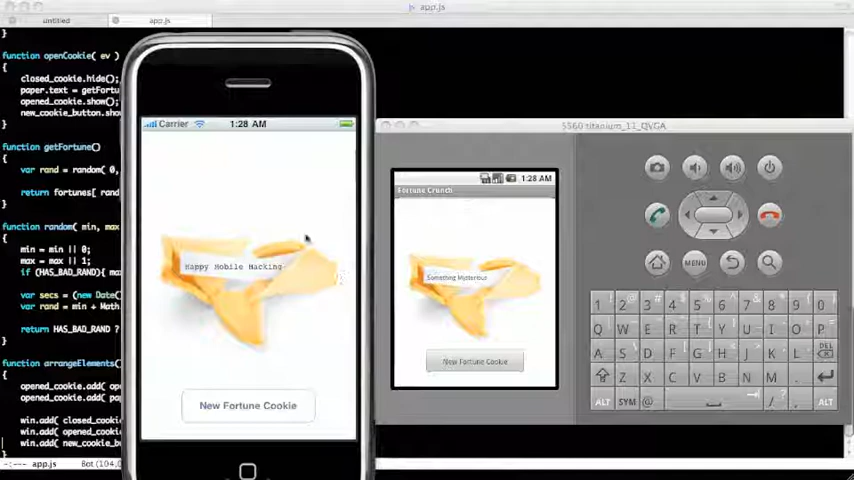 app.js
untitled
app.js
}
function openCookie( ev )
{
closed_cookie.hide();
paper.text = getFortu
opened_cookie.show();
new_cookie_button.sho
}
function getFortune()
{
var rand = random( 0,
return fortunes[ rand
}
function random( min, max
{
min = min || 0;
max = max || 1;
if (HAS_BAD_RAND){ m
var secs = (new Date(
var rand = min + Math.
return HAS_BAD_RAND ?
}
function arrangeElements(
{
opened_cookie.add( ope
opened_cookie.add( pap
win.add( closed_cookie
win.add( opened_cookie
win.add( new_cookie_bu
}
app.js
Carrier
1:28 AM
Happy Mobile Hacking
New Fortune Cookie
5560 titanium_11_QVGA
1:28 AM
Fortune Crunch
Something Mysterious
New Fortune Cookie
MENU
1 ! 2 @ 3 # 4 $ 5 % 6 ^ 7 & 8 * 9 ( 0 )
Q W E R T Y U I O P
A S D F G H J K L DEL
Z X C V B N M .
ALT SYM @ / ? , ALT